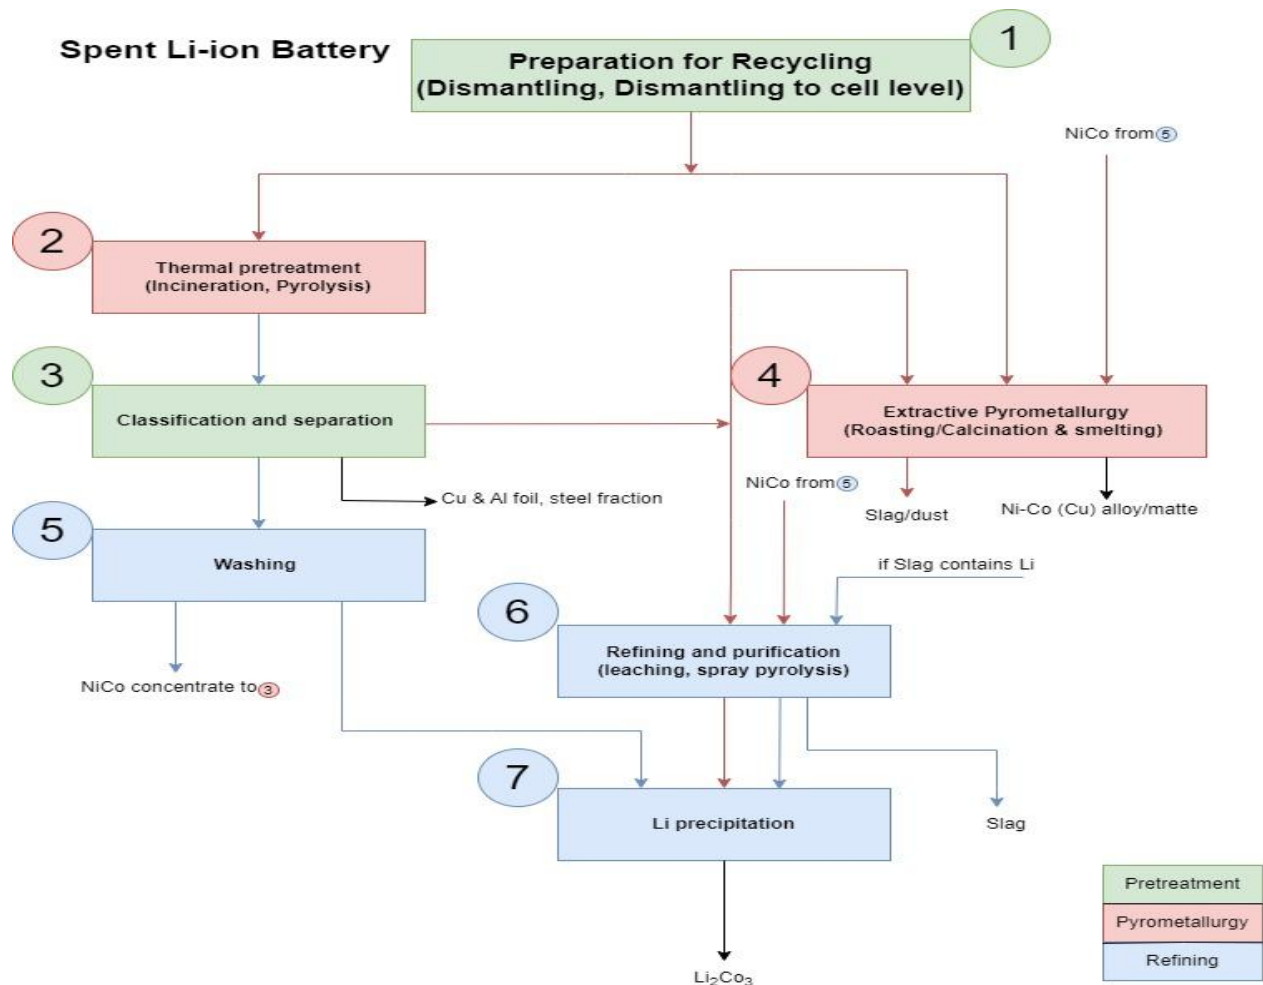 Spent Li-ion Battery
1
Preparation for Recycling
(Dismantling, Dismantling to cell level)
NiCo from 5
2
Thermal pretreatment
(Incineration, Pyrolysis)
3
Classification and separation
4
Extractive Pyrometallurgy
(Roasting/Calcination & smelting)
Cu & Al foil, steel fraction
NiCo from 5
Slag/dust
Ni-Co (Cu) alloy/matte
5
Washing
if Slag contains Li
6
Refining and purification
(leaching, spray pyrolysis)
NiCo concentrate to 3
7
Li precipitation
Slag
Li₂Co₃
Pretreatment
Pyrometallurgy
Refining